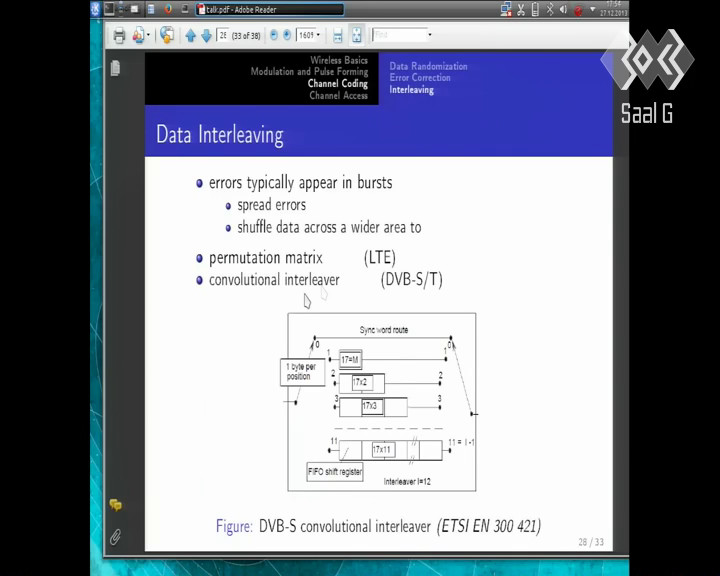 talk.pdf - Adobe Reader
17:54
27.12.2013
28 (33 of 38)
160%
Find
Wireless Basics
Modulation and Pulse Forming
Channel Coding
Channel Access
Data Randomization
Error Correction
Interleaving
Saal G
Data Interleaving
errors typically appear in bursts
spread errors
shuffle data across a wider area to
permutation matrix (LTE)
convolutional interleaver (DVB-S/T)
Sync word route
0 0
1 17=M 1
1 byte per
position
2 17x2 2
3 17x3 3
11 17x11 11 = I -1
FIFO shift register
Interleaver I=12
Figure: DVB-S convolutional interleaver (ETSI EN 300 421)
28 / 33